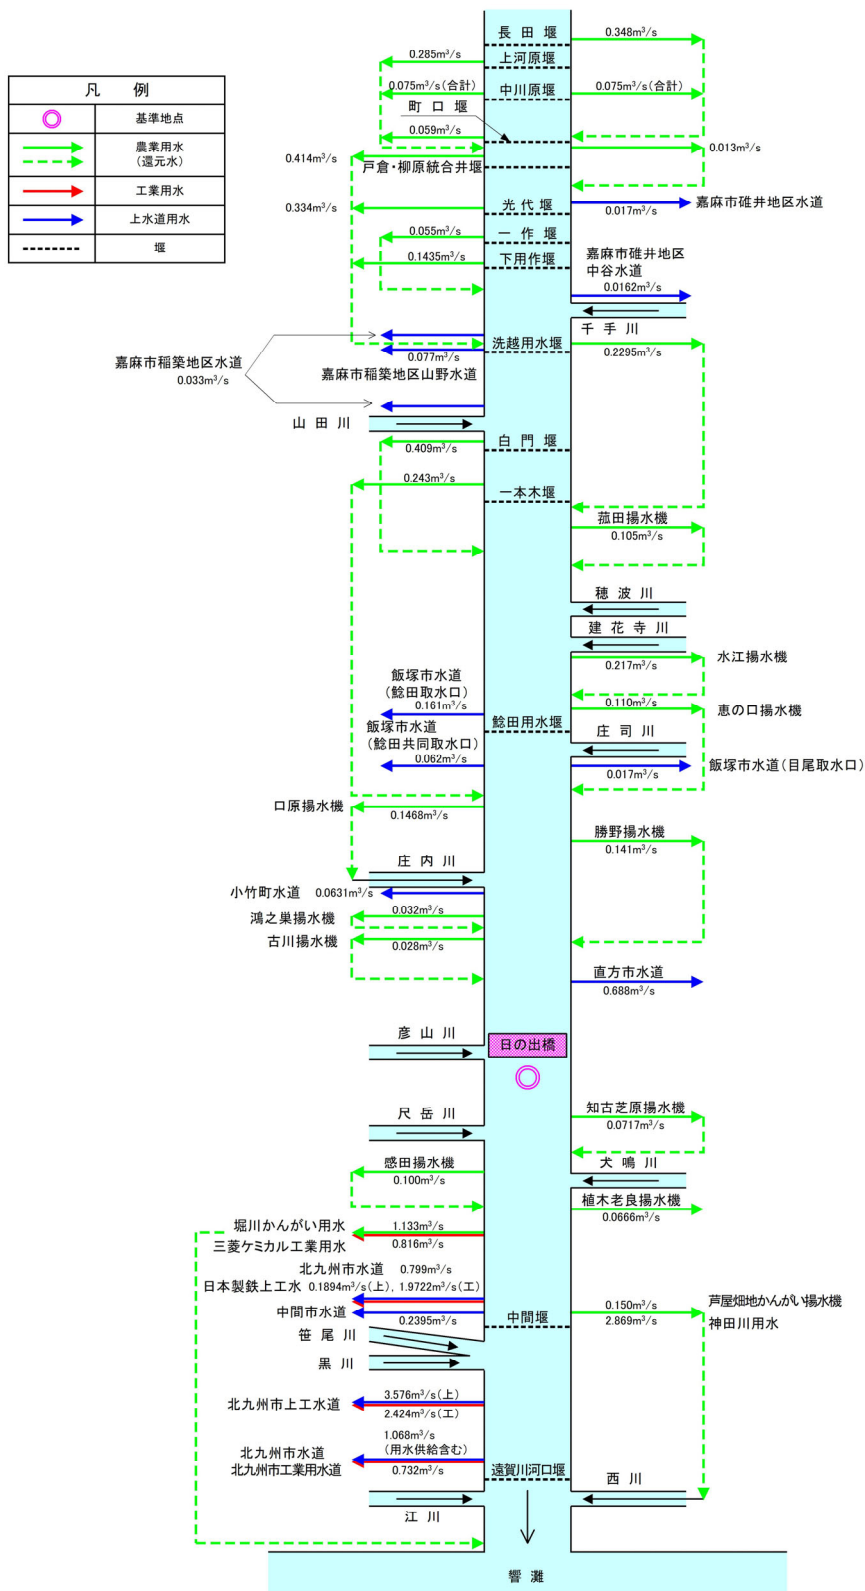 凡 例
基準地点
農業用水
(還元水)
工業用水
上水道用水
堰
長 田 堰
0.348m³/s
0.285m³/s
上河原堰
0.075m³/s(合計)
中川原堰
0.075m³/s(合計)
町 口 堰
0.059m³/s
0.013m³/s
0.414m³/s
戸倉・柳原統合井堰
光 代 堰
0.017m³/s
嘉麻市碓井地区水道
0.334m³/s
0.055m³/s
一 作 堰
0.1435m³/s
下用作堰
嘉麻市碓井地区
中谷水道
0.0162m³/s
千 手 川
洗越用水堰
0.2295m³/s
0.077m³/s
嘉麻市稲築地区水道
0.033m³/s
嘉麻市稲築地区山野水道
山 田 川
白 門 堰
0.409m³/s
0.243m³/s
一本木堰
菰田揚水機
0.105m³/s
穂 波 川
建 花 寺 川
0.217m³/s
水江揚水機
飯塚市水道
(鯰田取水口)
0.161m³/s
0.110m³/s
恵の口揚水機
飯塚市水道
(鯰田共同取水口)
0.062m³/s
鯰田用水堰
庄 司 川
0.017m³/s
飯塚市水道(目尾取水口)
口原揚水機
0.1468m³/s
勝野揚水機
0.141m³/s
庄 内 川
小竹町水道 0.0631m³/s
鴻之巣揚水機
0.032m³/s
古川揚水機
0.028m³/s
直方市水道
0.688m³/s
彦 山 川
日の出橋
尺 岳 川
知古芝原揚水機
0.0717m³/s
感田揚水機
0.100m³/s
犬 鳴 川
植木老良揚水機
0.0666m³/s
堀川かんがい用水
1.133m³/s
三菱ケミカル工業用水
0.816m³/s
北九州市水道 0.799m³/s
日本製鉄上工水 0.1894m³/s(上), 1.9722m³/s(工)
中間市水道
0.2395m³/s
中間堰
0.150m³/s
芦屋畑地かんがい揚水機
2.869m³/s
神田川用水
笹 尾 川
黒 川
3.576m³/s(上)
北九州市上工水道
2.424m³/s(工)
1.068m³/s
(用水供給含む)
北九州市水道
北九州市工業用水道
0.732m³/s
遠賀川河口堰
西 川
江 川
響 灘